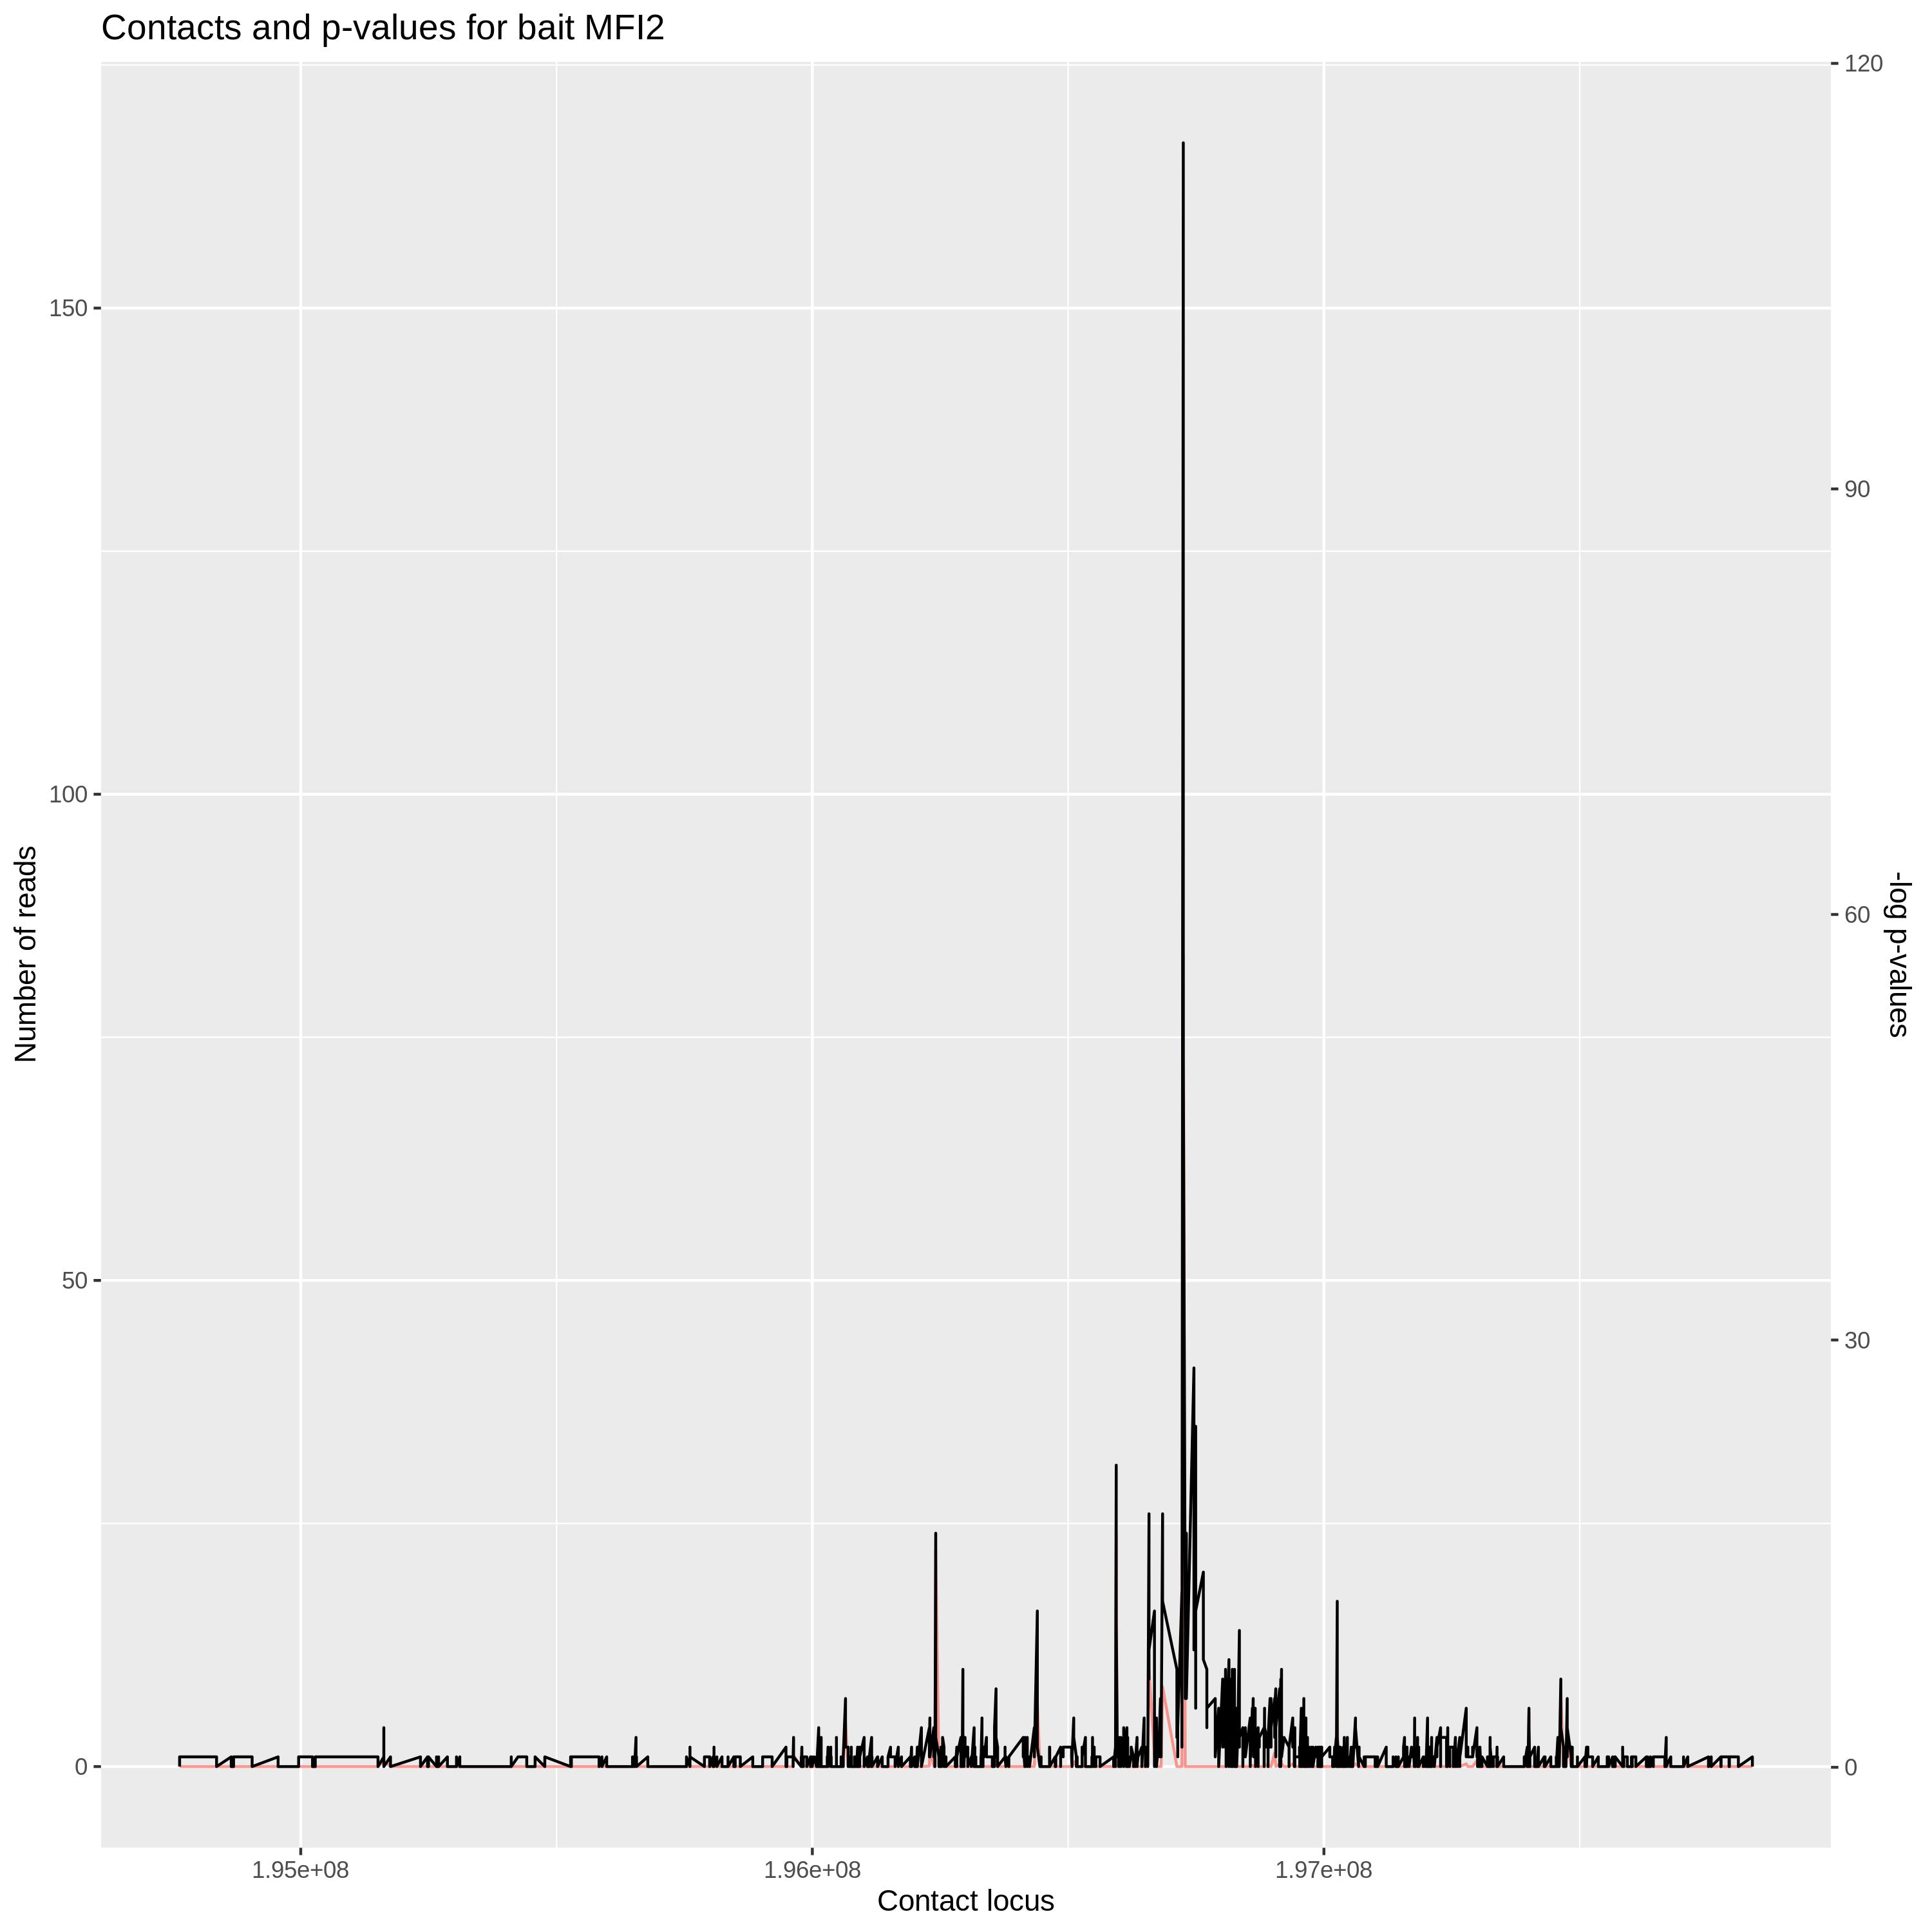 Contacts and p-values for bait MFI2
120
150
90
100
60
50
30
0
0
Number of reads
-log p-values
1.95e+08
1.96e+08
1.97e+08
Contact locus